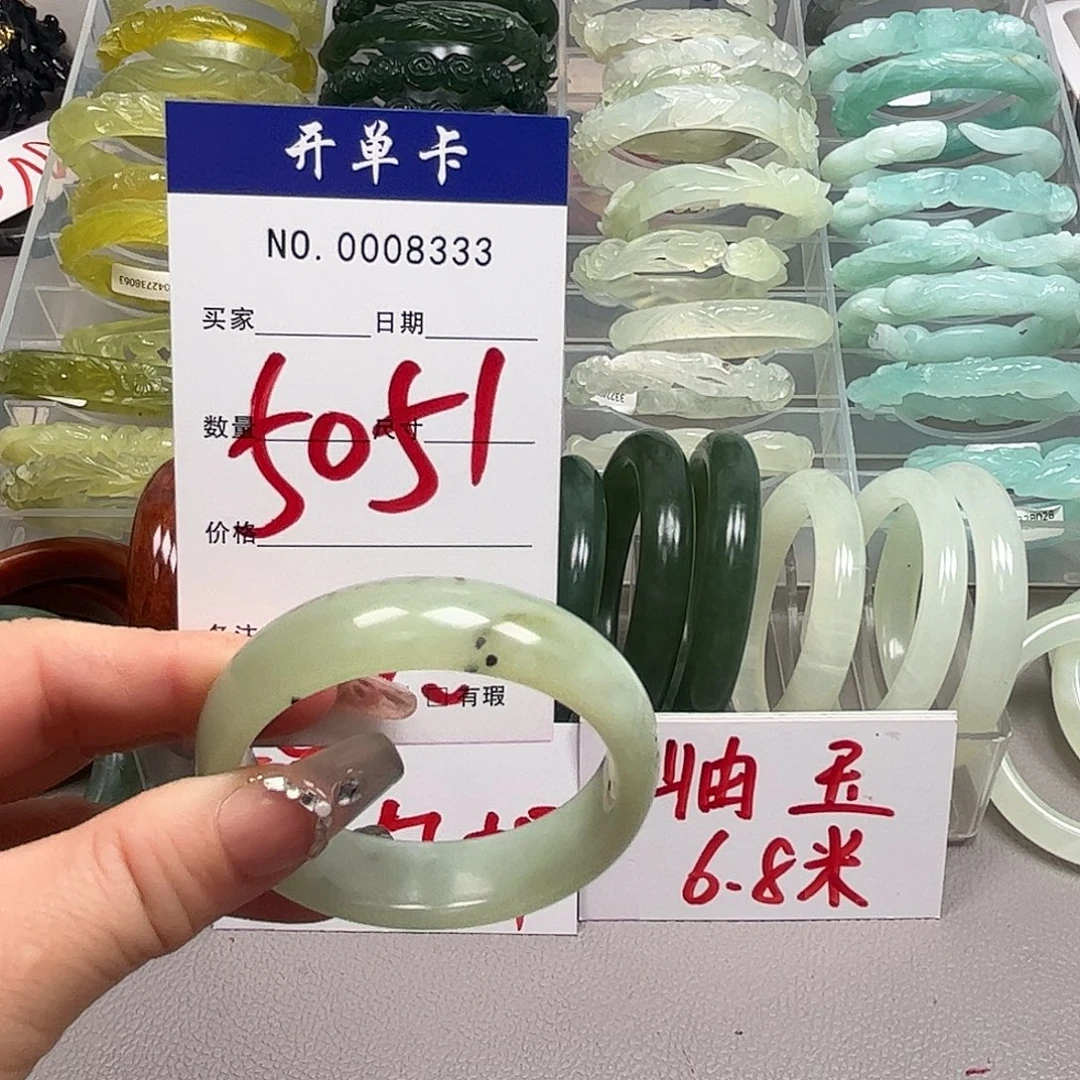 开单卡
NO. 0008333
买家 日期
5051
数量 尺寸
价格
有瑕
岫玉
6.8米